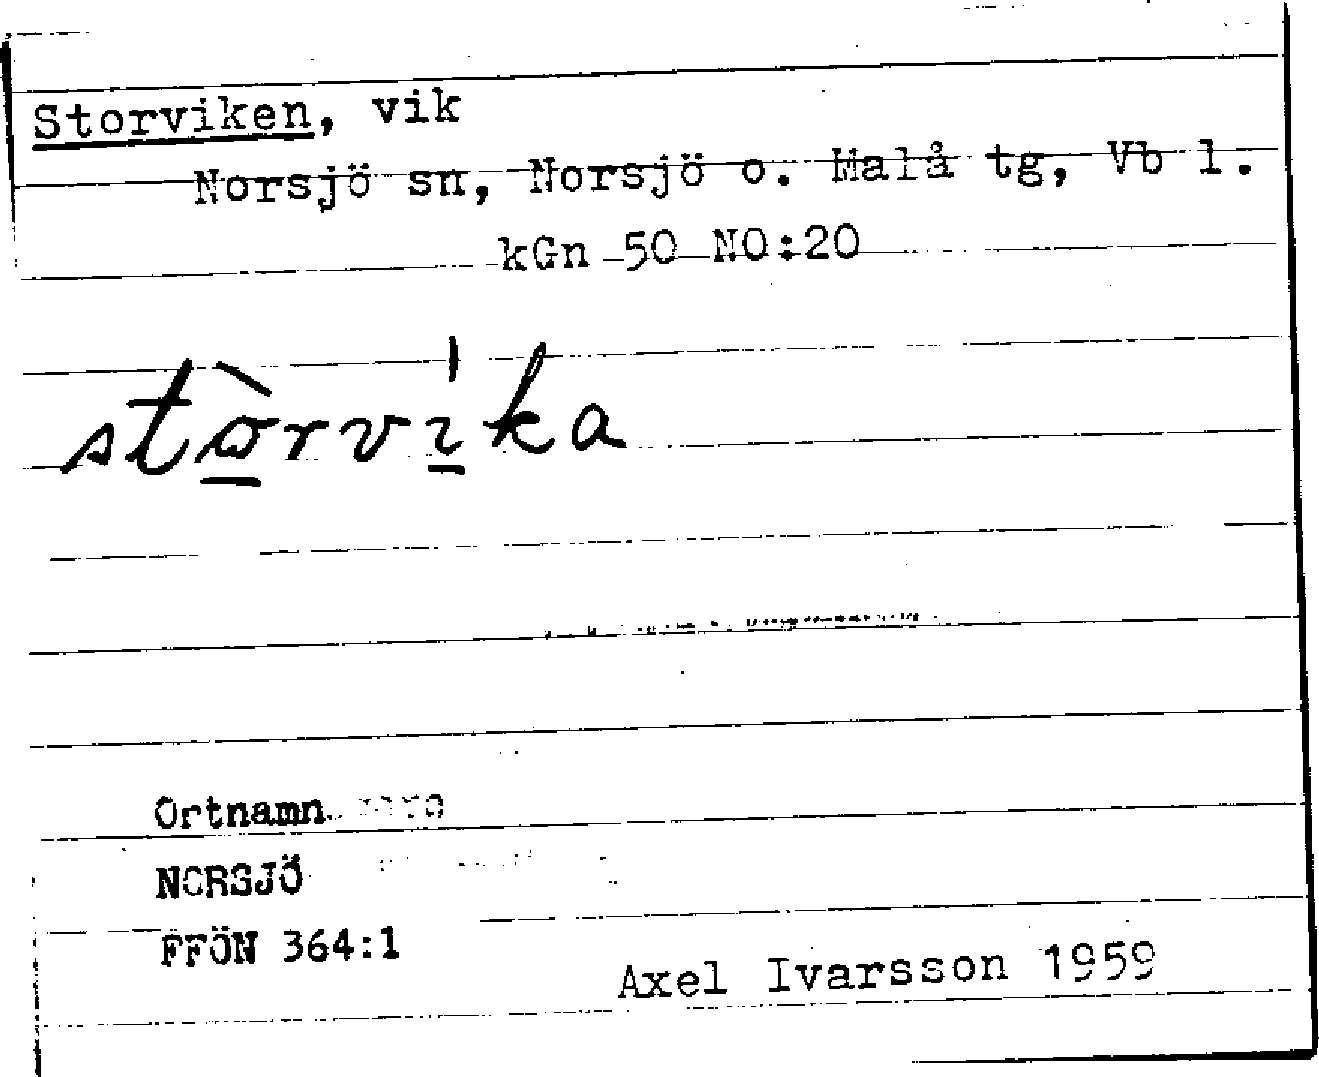 Storviken, vik
Norsjö sn, Norsjö o. Malå tg, Vb l.
kGn 50 NO:20
stòrvıka
Ortnamn
NORSJÖ
FFÖN 364:1
Axel Ivarsson 1959